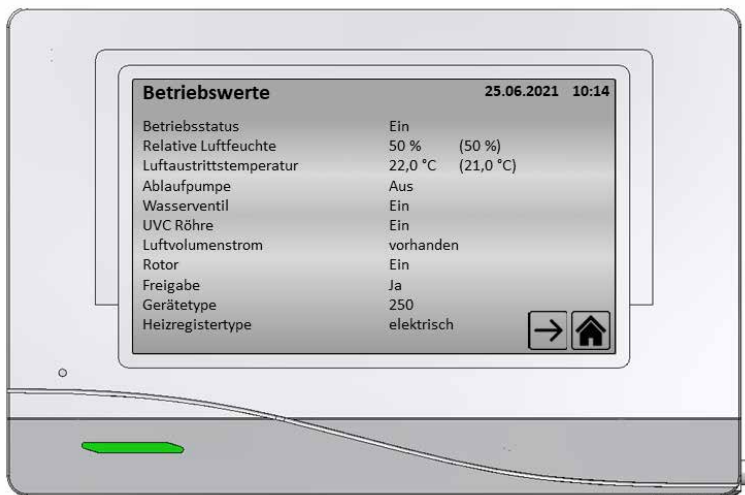 Betriebswerte 25.06.2021 10:14
Betriebsstatus Ein
Relative Luftfeuchte 50 % (50 %)
Luftaustrittstemperatur 22,0 °C (21,0 °C)
Ablaufpumpe Aus
Wasserventil Ein
UVC Röhre Ein
Luftvolumenstrom vorhanden
Rotor Ein
Freigabe Ja
Gerätetype 250
Heizregistertype elektrisch